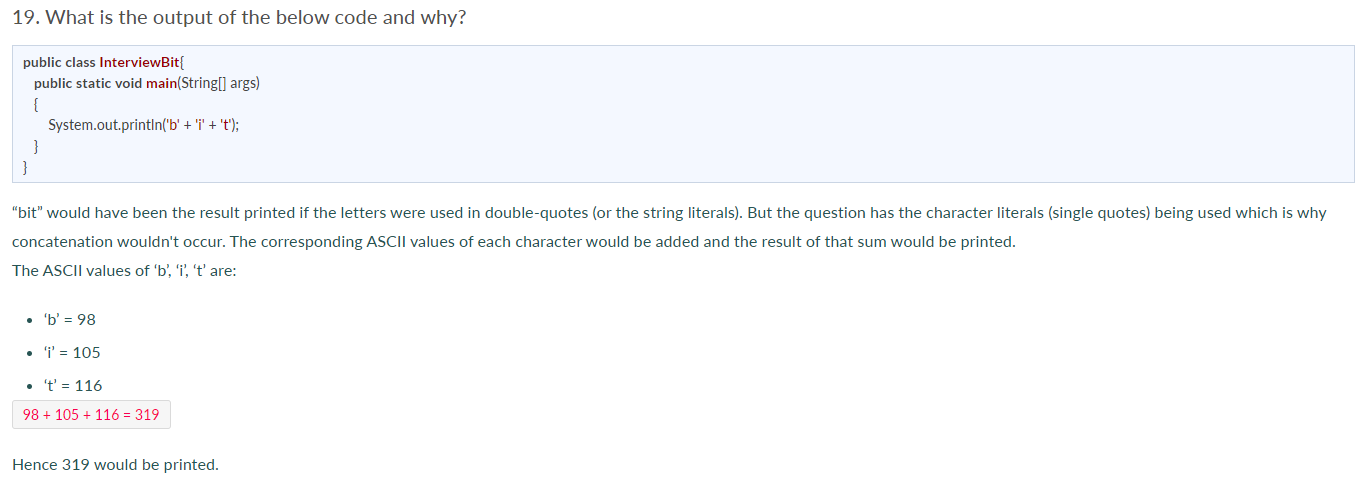 19. What is the output of the below code and why?
public class InterviewBit{
public static void main(String[] args)
{
System.out.println('b' + 'i' + 't');
}
}
“bit” would have been the result printed if the letters were used in double-quotes (or the string literals). But the question has the character literals (single quotes) being used which is why
concatenation wouldn't occur. The corresponding ASCII values of each character would be added and the result of that sum would be printed.
The ASCII values of ‘b’, ‘i’, ‘t’ are:
• ‘b’ = 98
• ‘i’ = 105
• ‘t’ = 116
98 + 105 + 116 = 319
Hence 319 would be printed.